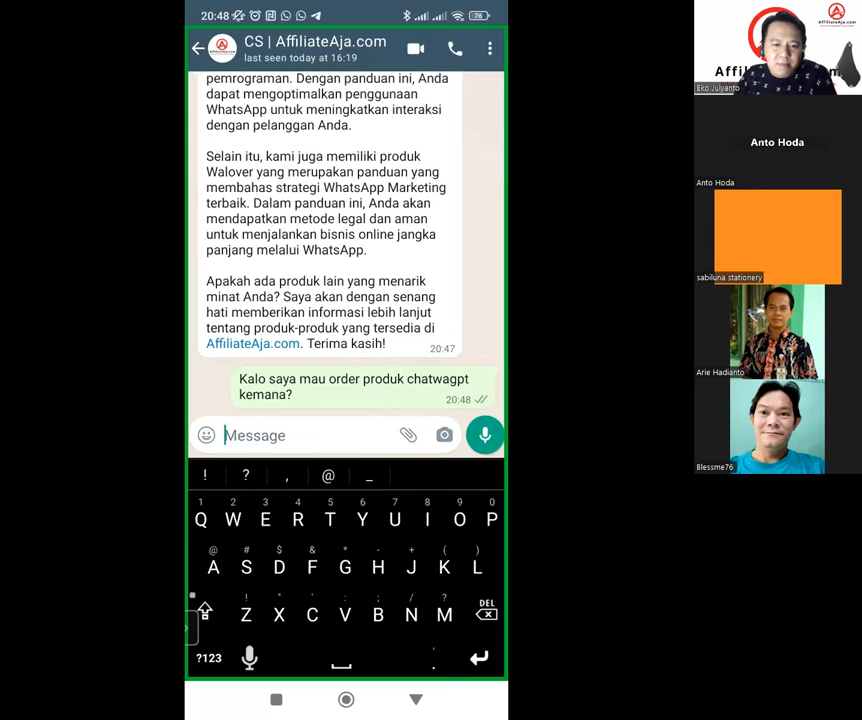 20:48
76
CS | AffiliateAja.com
last seen today at 16:19
pemrograman. Dengan panduan ini, Anda
dapat mengoptimalkan penggunaan
WhatsApp untuk meningkatkan interaksi
dengan pelanggan Anda.
Selain itu, kami juga memiliki produk
Walover yang merupakan panduan yang
membahas strategi WhatsApp Marketing
terbaik. Dalam panduan ini, Anda akan
mendapatkan metode legal dan aman
untuk menjalankan bisnis online jangka
panjang melalui WhatsApp.
Apakah ada produk lain yang menarik
minat Anda? Saya akan dengan senang
hati memberikan informasi lebih lanjut
tentang produk-produk yang tersedia di
AffiliateAja.com. Terima kasih!
20:47
Kalo saya mau order produk chatwagpt
kemana?
20:48
Message
! ? , @ _
1 2 3 4 5 6 7 8 9 0
Q W E R T Y U I O P
@ # $ & * - + ( )
A S D F G H J K L
! " ' : ; / ?
Z X C V B N M DEL
?123 .
AffiliateAja.com
Eko Julyanto
Anto Hoda
Anto Hoda
sabiluna stationery
Arie Hadianto
Blessme76